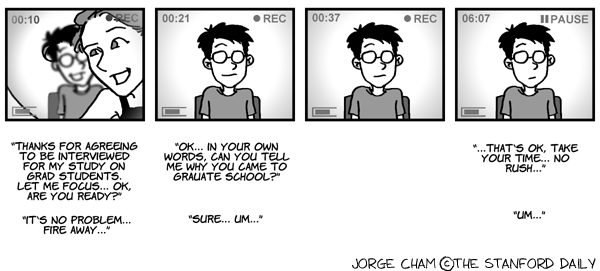 00:10 REC
00:21 REC
00:37 REC
06:07 PAUSE
"THANKS FOR AGREEING
TO BE INTERVIEWED
FOR MY STUDY ON
GRAD STUDENTS.
LET ME FOCUS... OK,
ARE YOU READY?"
"IT'S NO PROBLEM...
FIRE AWAY..."
"OK... IN YOUR OWN
WORDS, CAN YOU TELL
ME WHY YOU CAME TO
GRAUATE SCHOOL?"
"SURE... UM..."
"...THAT'S OK, TAKE
YOUR TIME... NO
RUSH..."
"UM..."
JORGE CHAM ©THE STANFORD DAILY